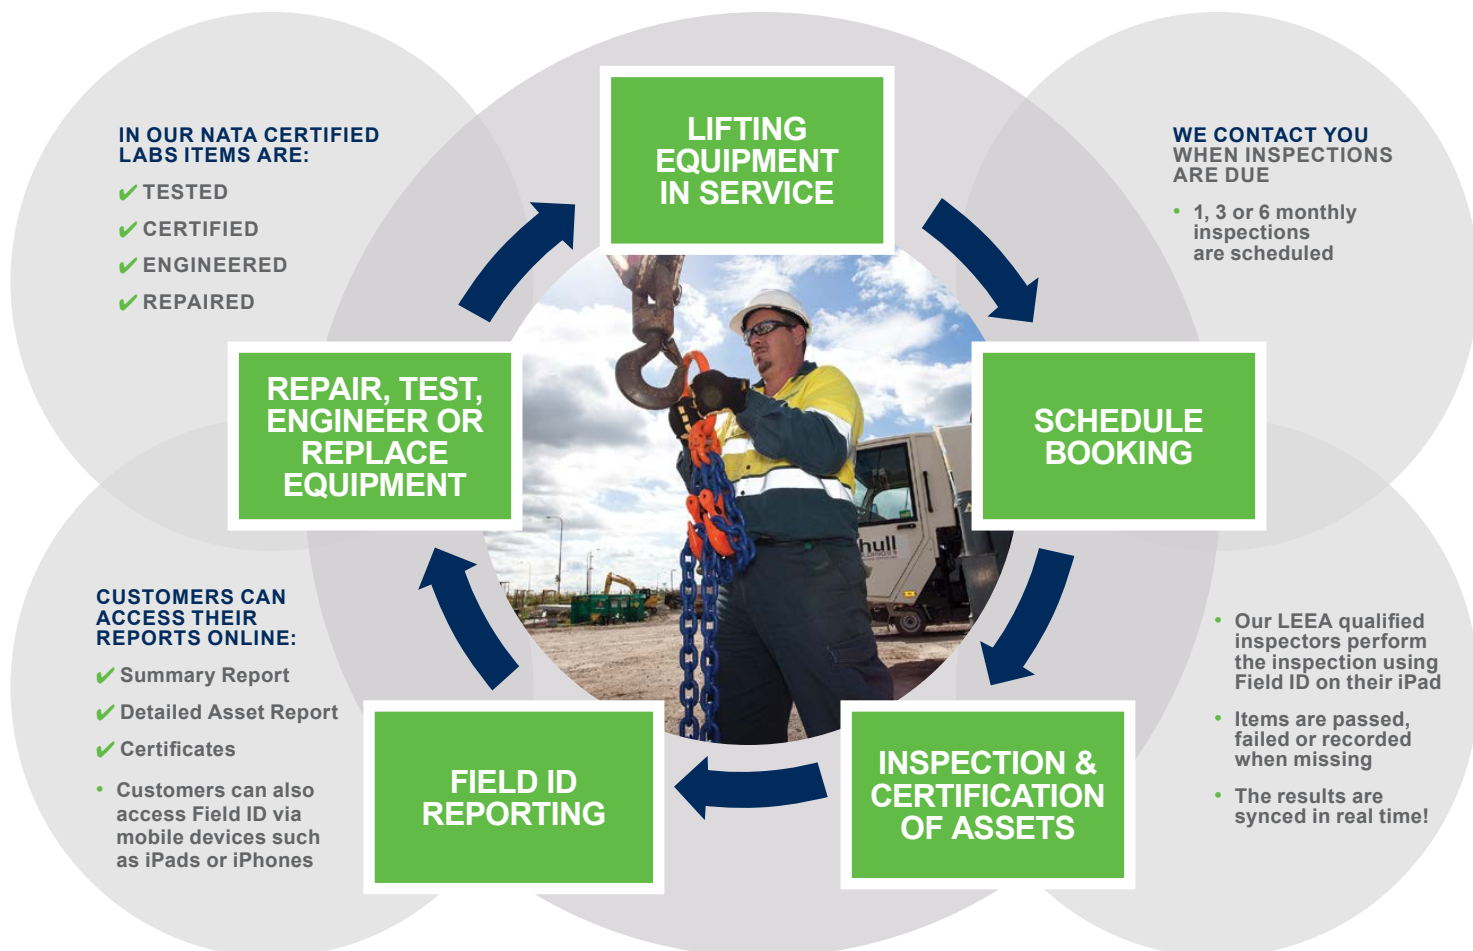 IN OUR NATA CERTIFIED
LABS ITEMS ARE:
✔ TESTED
✔ CERTIFIED
✔ ENGINEERED
✔ REPAIRED
LIFTING
EQUIPMENT
IN SERVICE
WE CONTACT YOU
WHEN INSPECTIONS
ARE DUE
• 1, 3 or 6 monthly
inspections
are scheduled
REPAIR, TEST,
ENGINEER OR
REPLACE
EQUIPMENT
SCHEDULE
BOOKING
hull
CUSTOMERS CAN
ACCESS THEIR
REPORTS ONLINE:
✔ Summary Report
✔ Detailed Asset Report
✔ Certificates
• Customers can also
access Field ID via
mobile devices such
as iPads or iPhones
FIELD ID
REPORTING
INSPECTION &
CERTIFICATION
OF ASSETS
• Our LEEA qualified
inspectors perform
the inspection using
Field ID on their iPad
• Items are passed,
failed or recorded
when missing
• The results are
synced in real time!